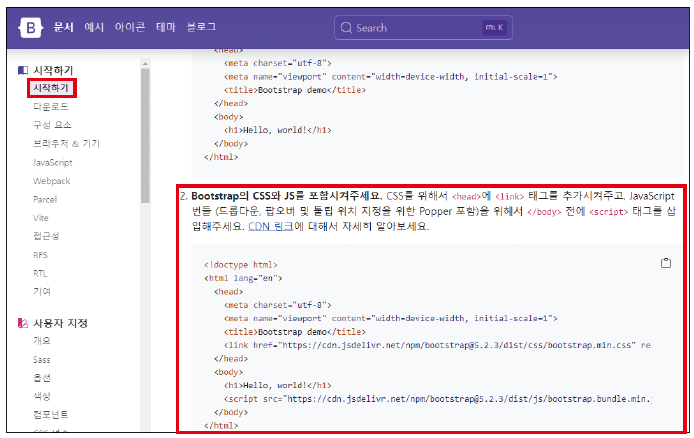 B 문서 예시 아이콘 테마 블로그 Search Ctrl K
시작하기
시작하기
다운로드
구성 요소
브라우저 & 기기
JavaScript
Webpack
Parcel
Vite
접근성
RFS
RTL
기여
사용자 지정
개요
Sass
옵션
색상
컴포넌트
<head>
<meta charset="utf-8">
<meta name="viewport" content="width=device-width, initial-scale=1">
<title>Bootstrap demo</title>
</head>
<body>
<h1>Hello, world!</h1>
</body>
</html>
2. Bootstrap의 CSS와 JS를 포함시켜주세요. CSS를 위해서 <head>에 <link> 태그를 추가시켜주고, JavaScript
번들 (드롭다운, 팝오버 및 툴팁 위치 지정을 위한 Popper 포함)을 위해서 </body> 전에 <script> 태그를 삽
입해주세요. CDN 링크에 대해서 자세히 알아보세요.
<!doctype html>
<html lang="en">
<head>
<meta charset="utf-8">
<meta name="viewport" content="width=device-width, initial-scale=1">
<title>Bootstrap demo</title>
<link href="https://cdn.jsdelivr.net/npm/bootstrap@5.2.3/dist/css/bootstrap.min.css" re
</head>
<body>
<h1>Hello, world!</h1>
<script src="https://cdn.jsdelivr.net/npm/bootstrap@5.2.3/dist/js/bootstrap.bundle.min.
</body>
</html>